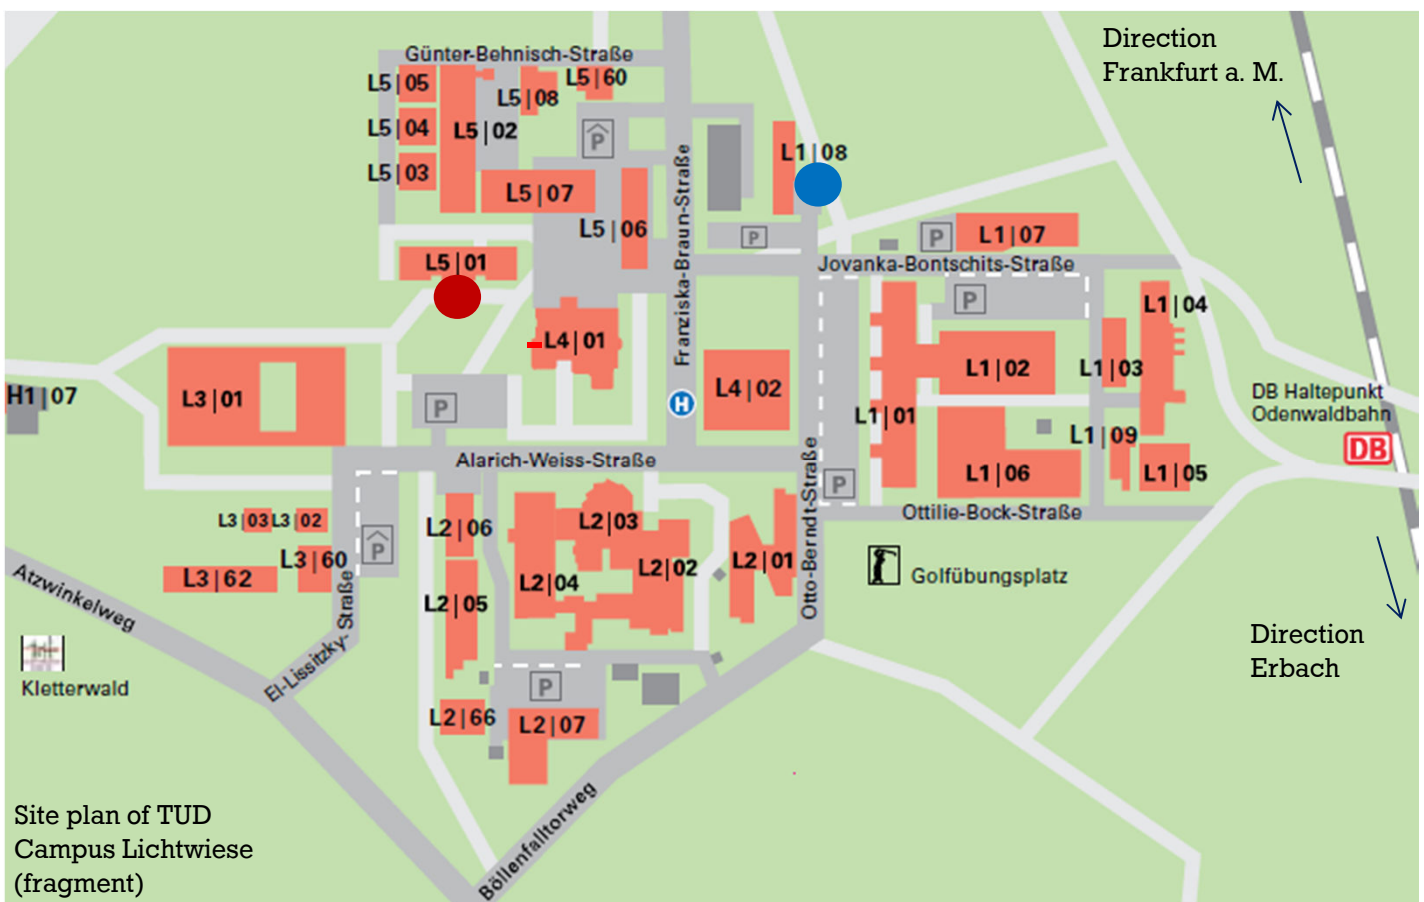 Direction
Frankfurt a. M.
Günter-Behnisch-Straße
L5|05
L5|60
L5|08
L5|04
L5|02
P
L1|08
L5|03
L5|07
Franziska-Braun-Straße
L5|06
P
P
L1|07
L5|01
Jovanka-Bontschits-Straße
P
L1|04
L4|01
L1|02
L1|03
H1|07
L3|01
P
H
L4|02
L1|01
DB Haltepunkt
Odenwaldbahn
DB
L1|09
Alarich-Weiss-Straße
L1|06
L1|05
P
L3|03
L3|02
L2|06
L2|03
Otto-Berndt-Straße
Ottilie-Bock-Straße
P
L3|60
L3|62
L2|04
L2|02
L2|01
Golfübungsplatz
Atzwinkelweg
L2|05
El-Lissitzky-Straße
Direction
Erbach
Kletterwald
P
L2|66
L2|07
Böllenfalltorweg
Site plan of TUD
Campus Lichtwiese
(fragment)